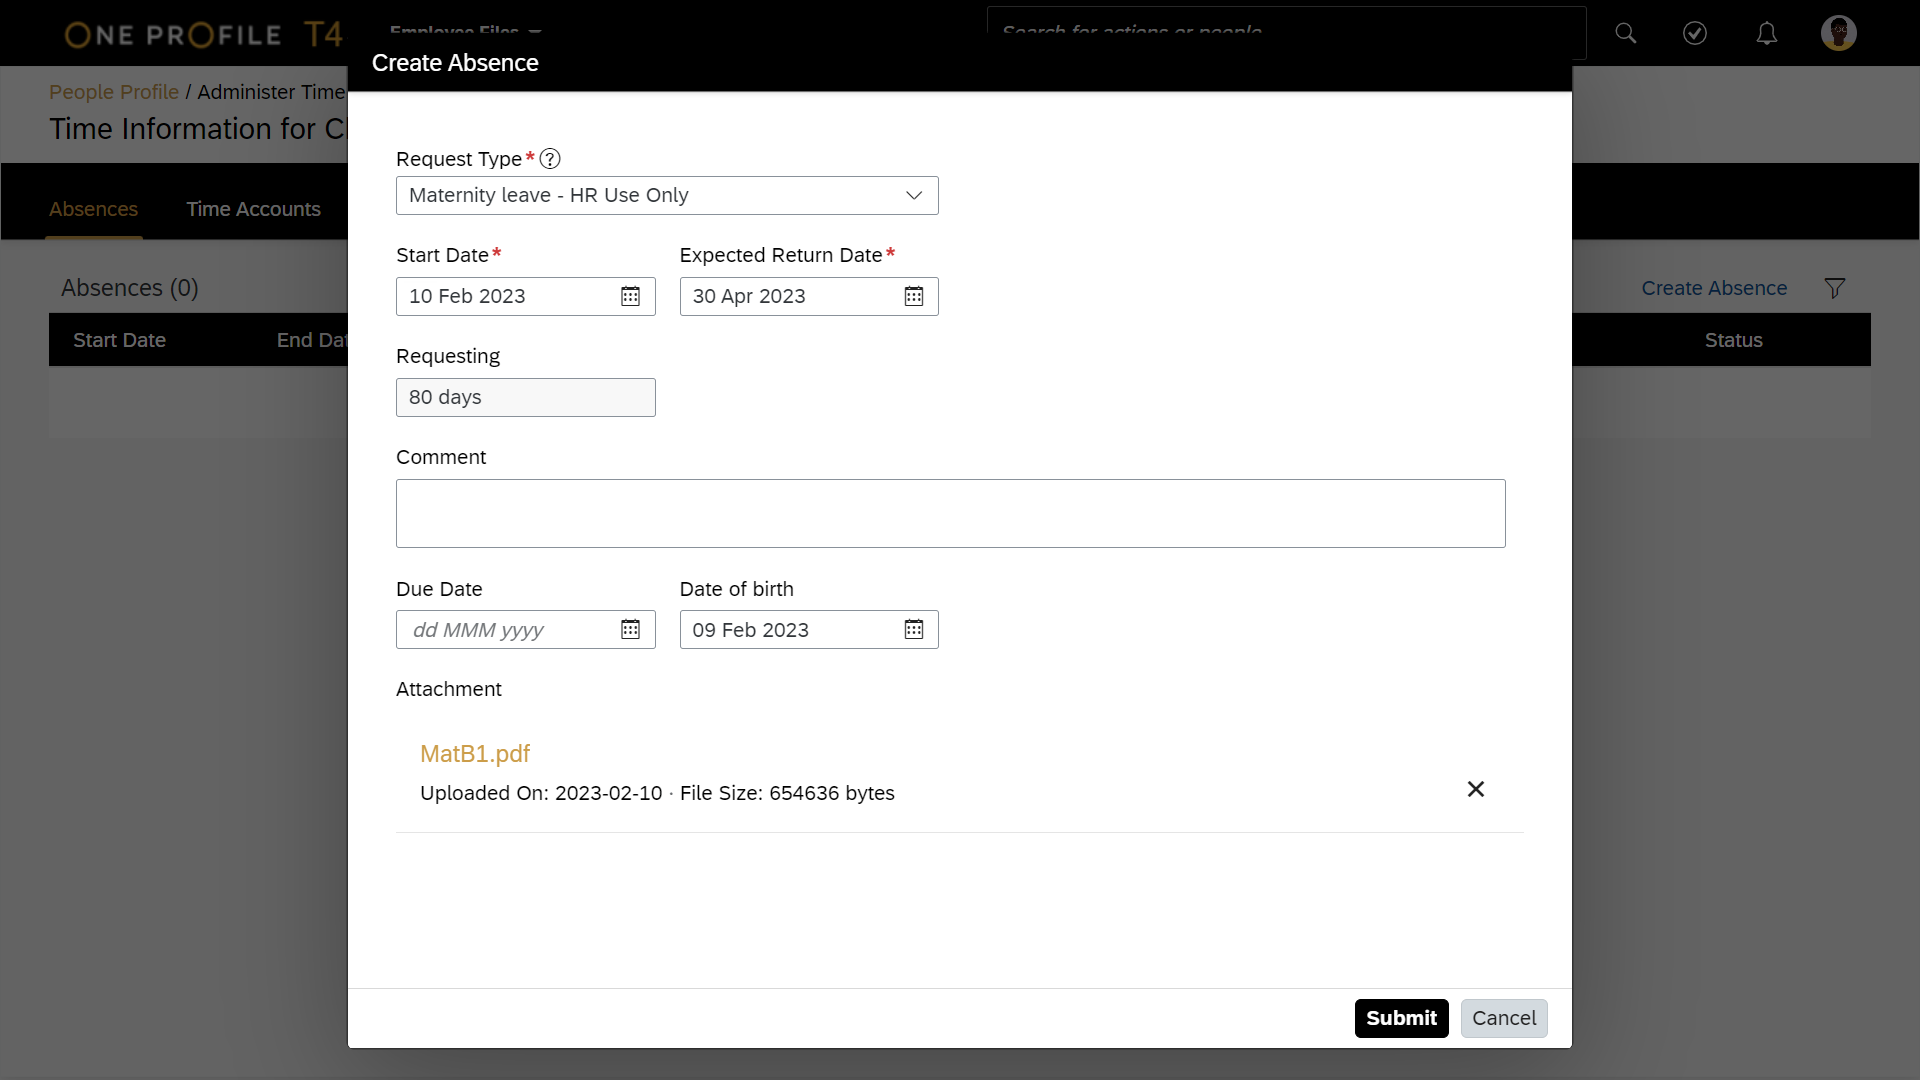 ONE PROFILE T4
Employee Files
Search for actions or people
Create Absence
People Profile / Administer Time
Time Information for C
Absences
Time Accounts
Absences (0)
Create Absence
Start Date
End Dat
Status
Request Type* ?
Maternity leave - HR Use Only
Start Date*
Expected Return Date*
10 Feb 2023
30 Apr 2023
Requesting
80 days
Comment
Due Date
Date of birth
dd MMM yyyy
09 Feb 2023
Attachment
MatB1.pdf
Uploaded On: 2023-02-10 · File Size: 654636 bytes
Submit
Cancel